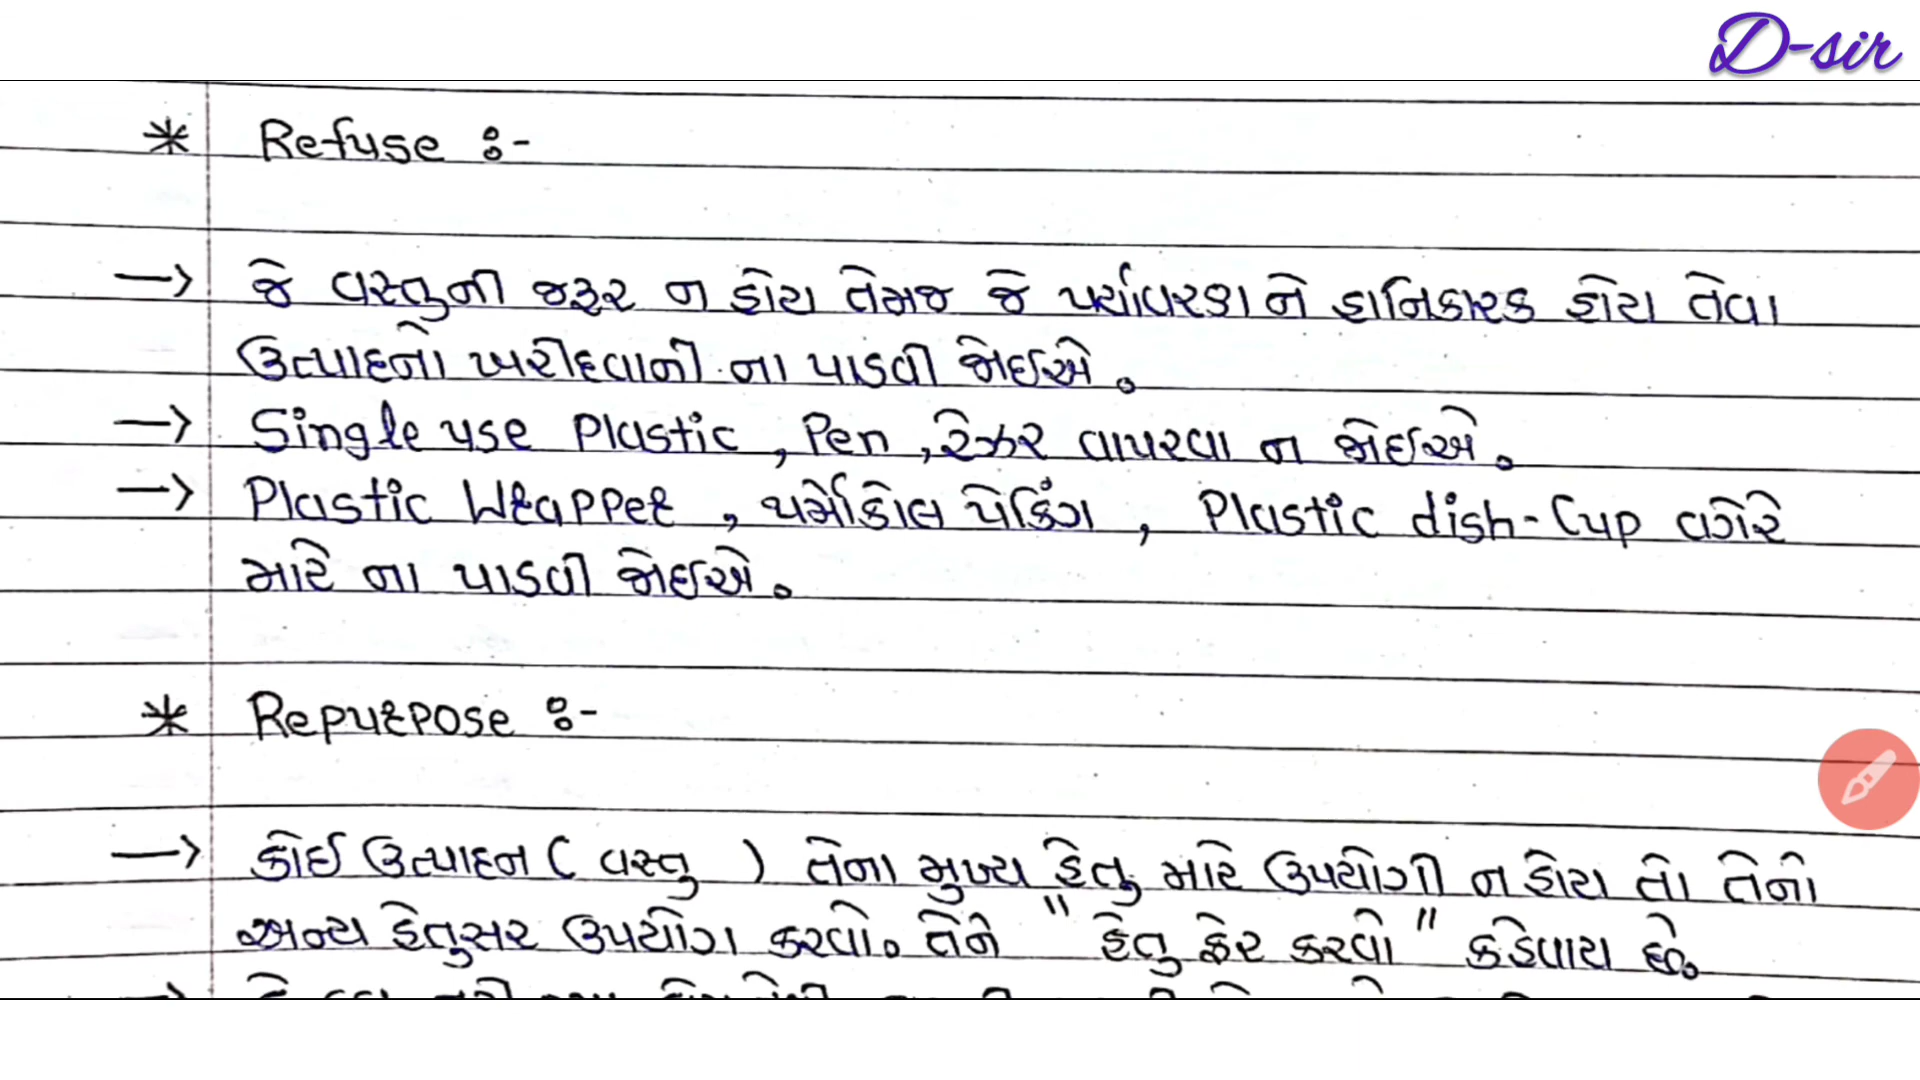 D-sir
* Refuse :-
→ જે વસ્તુની જરૂર ન હોય તેમજ જે પર્યાવરણને હાનિકારક હોય તેવા
ઉત્પાદનો ખરીદવાની ના પાડવી જોઈએ.
→ Single use Plastic, Pen, રેઝર વાપરવા ન જોઈએ.
→ Plastic Wrapper, થર્મોકોલ પેકિંગ, Plastic dish-Cup વગેરે
માટે ના પાડવી જોઈએ.
* Repurpose :-
→ કોઈ ઉત્પાદન ( વસ્તુ ) તેના મુખ્ય હેતુ માટે ઉપયોગી ન હોય તો તેનો
અન્ય હેતુસર ઉપયોગ કરવો. તેને "હેતુ ફેર કરવો" કહેવાય છે.